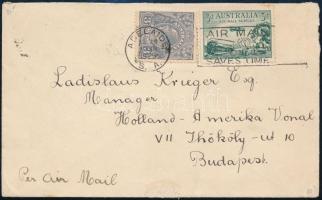 ADELAIDE
S. A.
AUSTRALIA
AIR MAIL
SAVES TIME
Ladislaus Krieger Esq.
Manager
Holland-Amerika Vonal
VII Thököly-ut 10
Budapest.
Per Air Mail